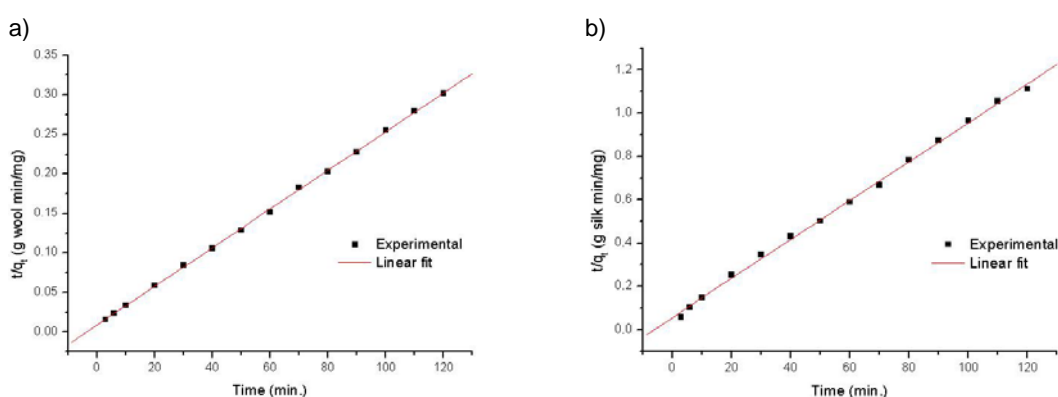 a)
0.35
0.30
0.25
0.20
0.15
0.10
0.05
0.00
t/qt (g wool min/mg)
Experimental
Linear fit
0 20 40 60 80 100 120
Time (min.)
b)
1.2
1.0
0.8
0.6
0.4
0.2
0.0
t/qt (g silk min/mg)
Experimental
Linear fit
0 20 40 60 80 100 120
Time (min.)